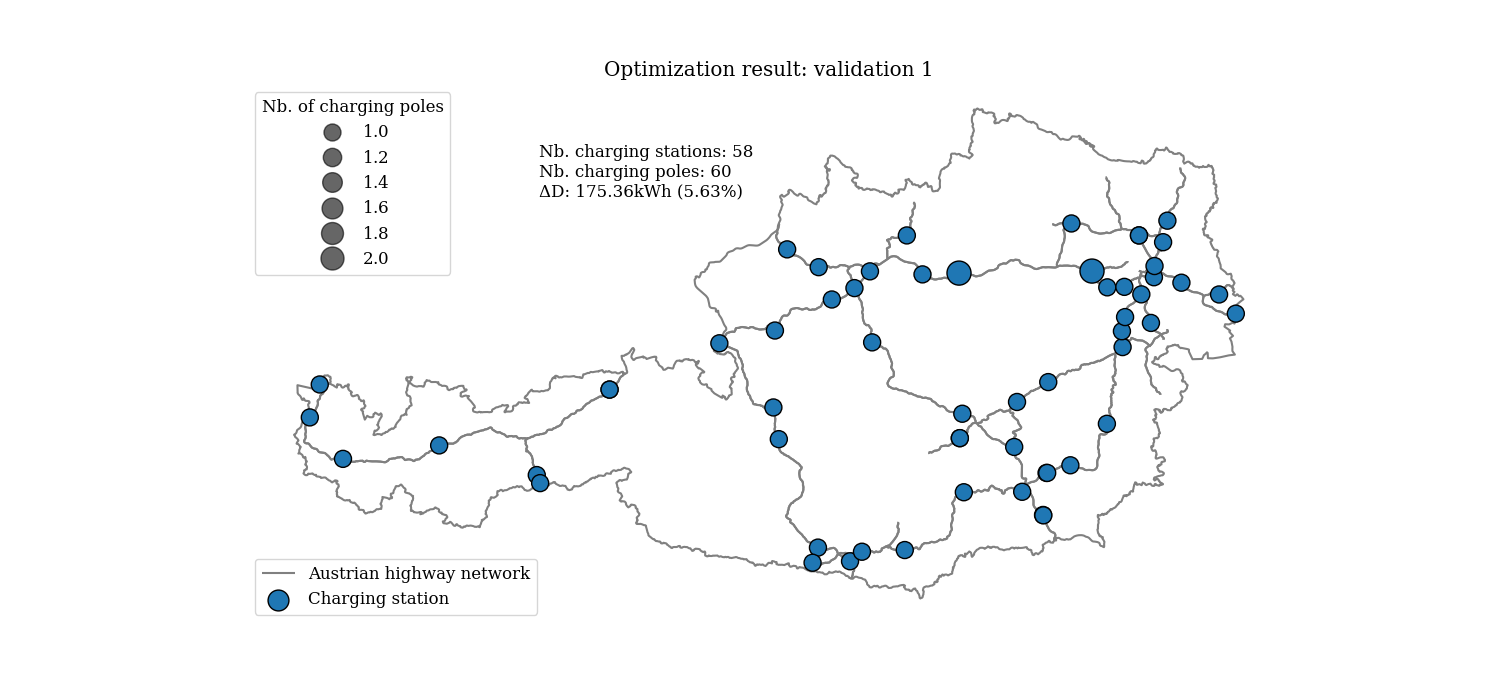 Optimization result: validation 1
Nb. of charging poles
1.0
1.2
1.4
1.6
1.8
2.0
Nb. charging stations: 58
Nb. charging poles: 60
ΔD: 175.36kWh (5.63%)
Austrian highway network
Charging station